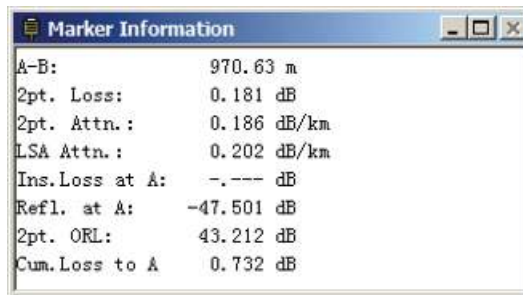 Marker Information
A-B: 970.63 m
2pt. Loss: 0.181 dB
2pt. Attn.: 0.186 dB/km
LSA Attn.: 0.202 dB/km
Ins.Loss at A: -.--- dB
Refl. at A: -47.501 dB
2pt. ORL: 43.212 dB
Cum.Loss to A 0.732 dB